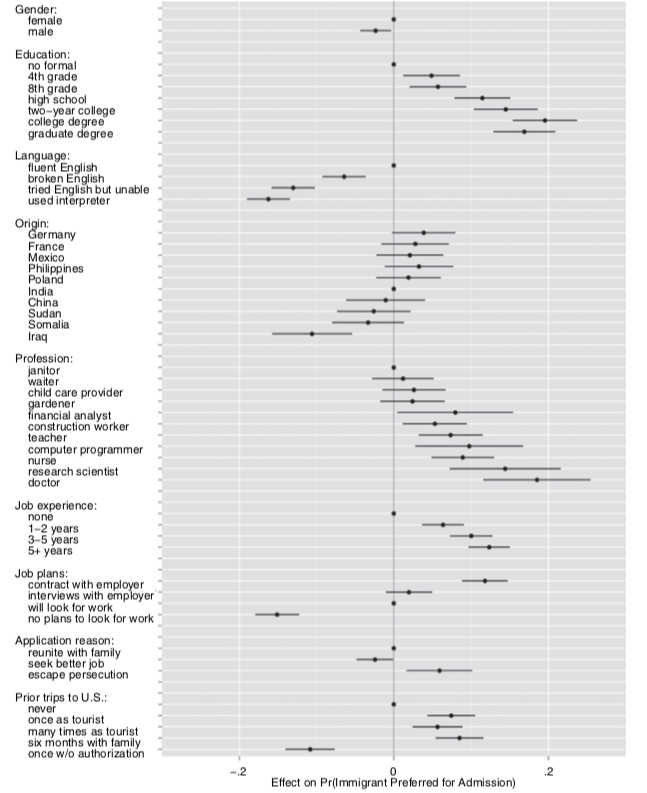 Gender:
female
male
Education:
no formal
4th grade
8th grade
high school
two−year college
college degree
graduate degree
Language:
fluent English
broken English
tried English but unable
used interpreter
Origin:
Germany
France
Mexico
Philippines
Poland
India
China
Sudan
Somalia
Iraq
Profession:
janitor
waiter
child care provider
gardener
financial analyst
construction worker
teacher
computer programmer
nurse
research scientist
doctor
Job experience:
none
1−2 years
3−5 years
5+ years
Job plans:
contract with employer
interviews with employer
will look for work
no plans to look for work
Application reason:
reunite with family
seek better job
escape persecution
Prior trips to U.S.:
never
once as tourist
many times as tourist
six months with family
once w/o authorization
−.2 0 .2
Effect on Pr(Immigrant Preferred for Admission)